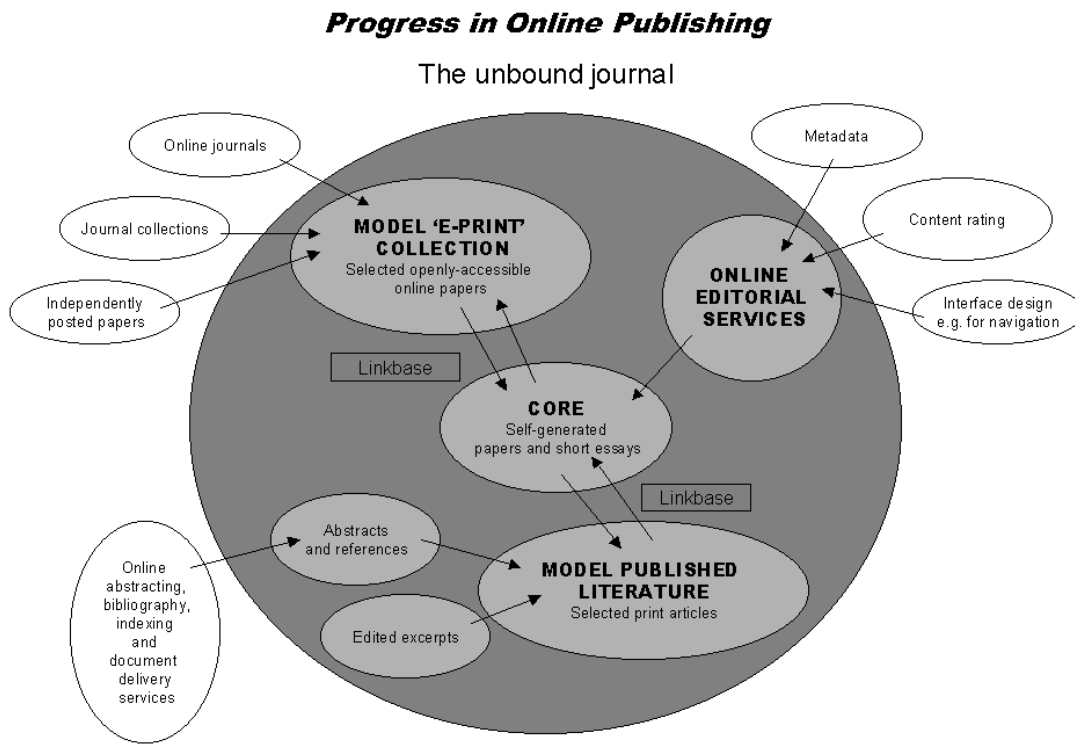 Progress in Online Publishing
The unbound journal
Online journals
Metadata
Journal collections
MODEL ‘E-PRINT’
COLLECTION
Selected openly-accessible
online papers
Content rating
Independently
posted papers
ONLINE
EDITORIAL
SERVICES
Interface design
e.g. for navigation
Linkbase
CORE
Self-generated
papers and short essays
Linkbase
Abstracts
and references
Online
abstracting,
bibliography,
indexing
and
document
delivery
services
MODEL PUBLISHED
LITERATURE
Selected print articles
Edited excerpts